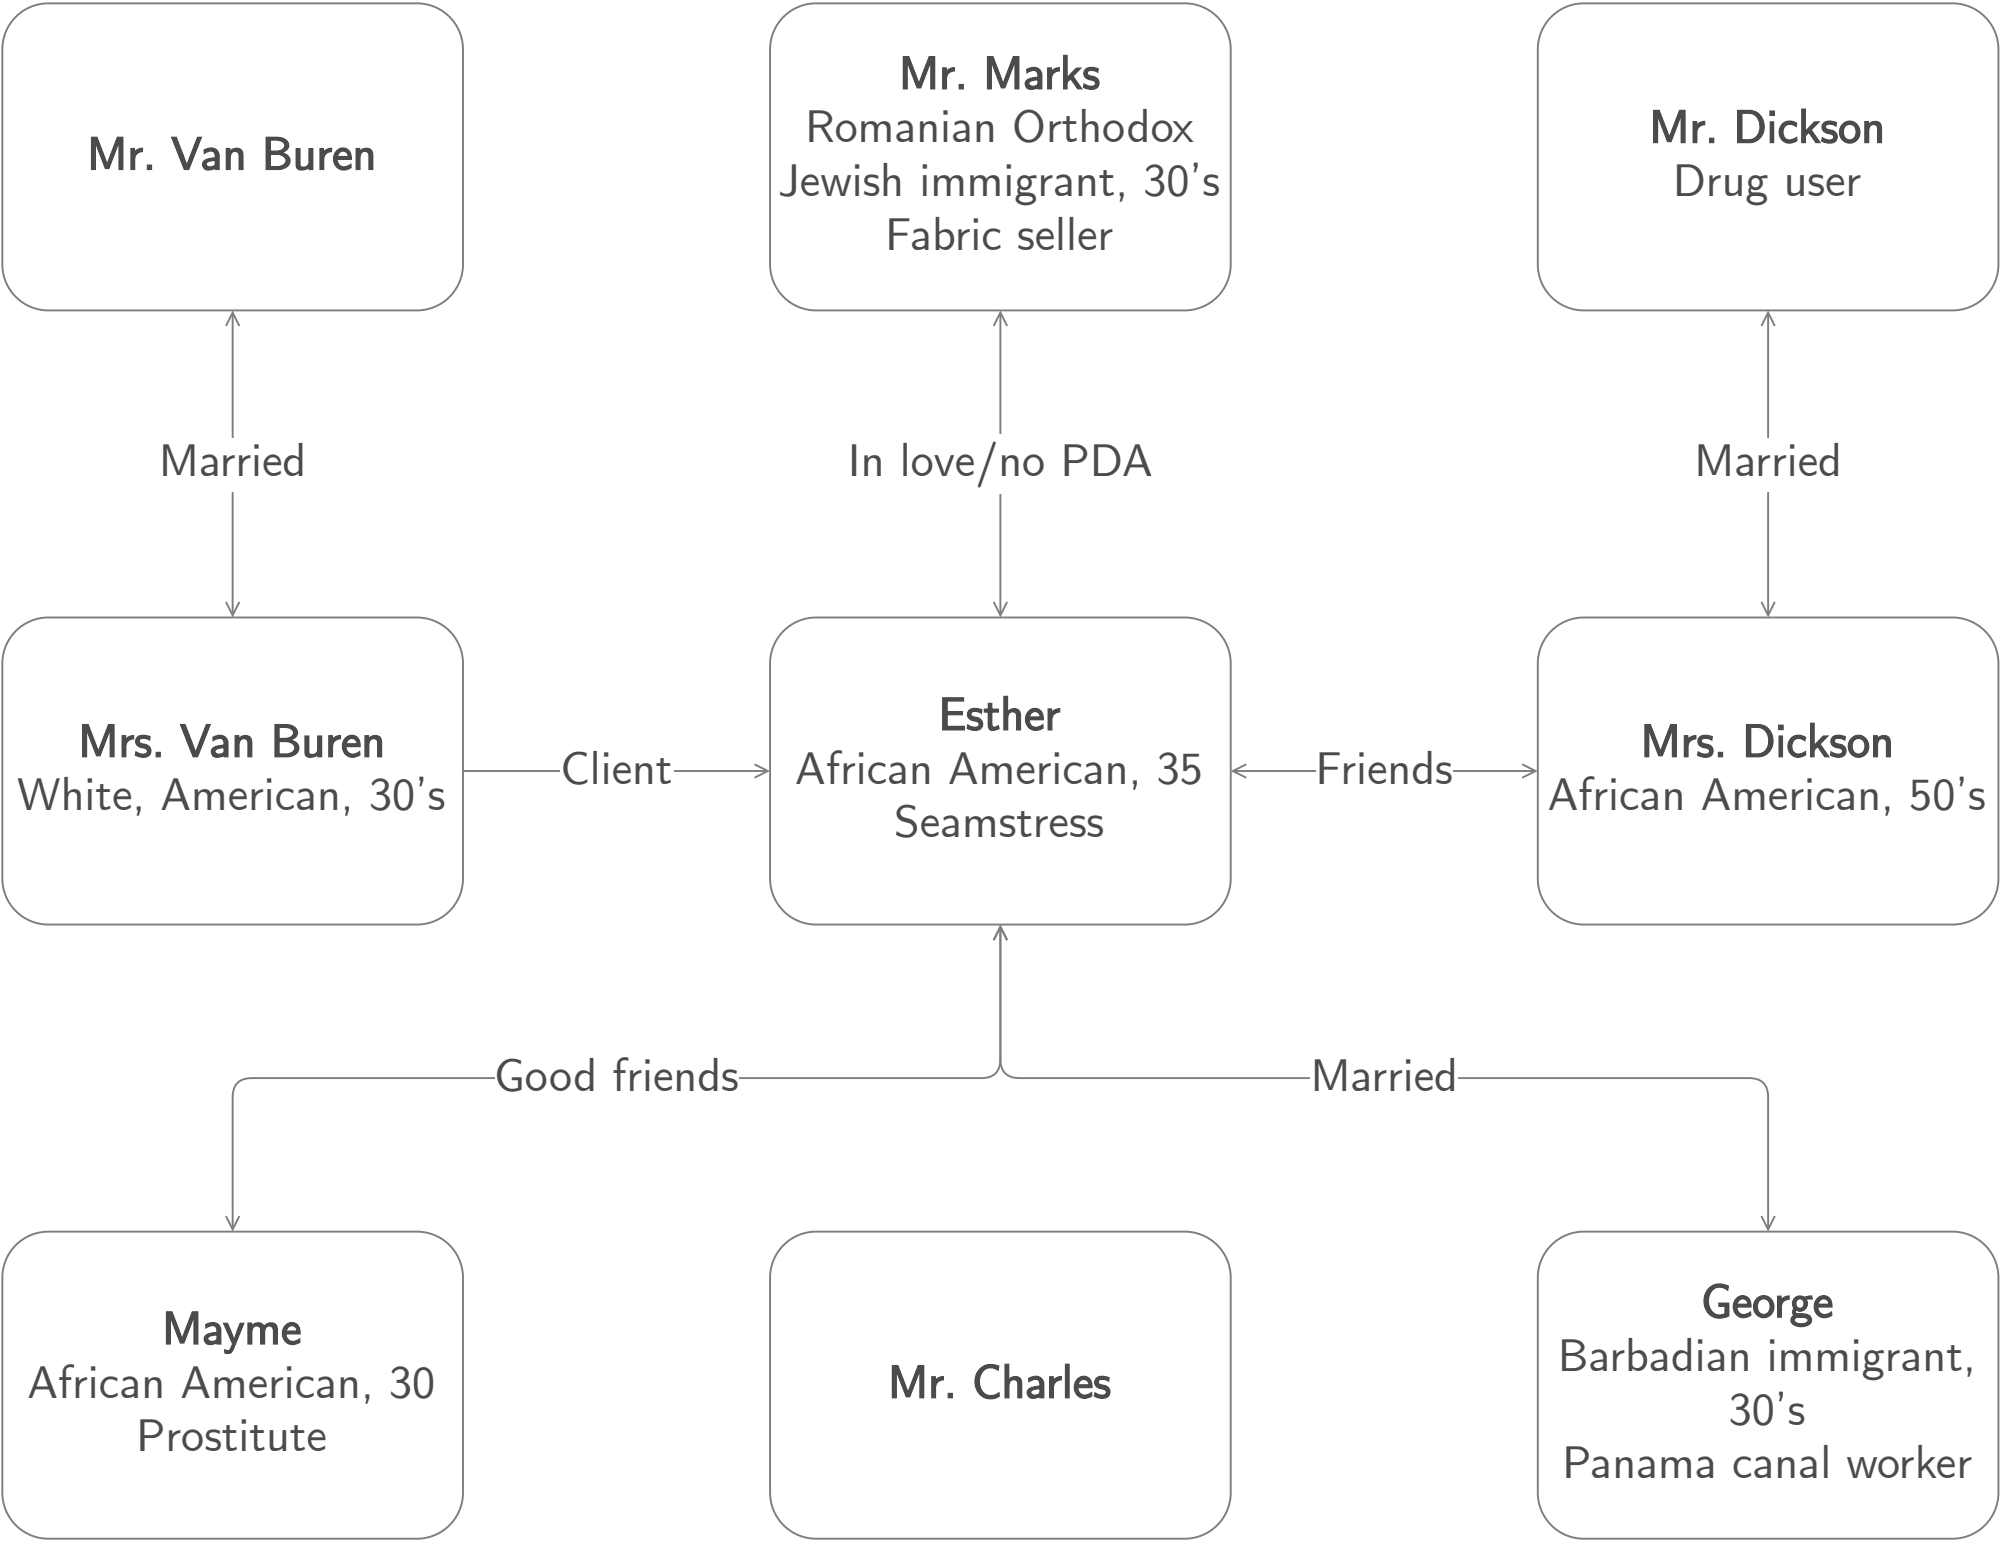 Mr. Van Buren
Mr. Marks
Romanian Orthodox
Jewish immigrant, 30's
Fabric seller
Mr. Dickson
Drug user
Married
In love/no PDA
Married
Mrs. Van Buren
White, American, 30's
Client
Esther
African American, 35
Seamstress
Friends
Mrs. Dickson
African American, 50's
Good friends
Married
Mayme
African American, 30
Prostitute
Mr. Charles
George
Barbadian immigrant,
30's
Panama canal worker